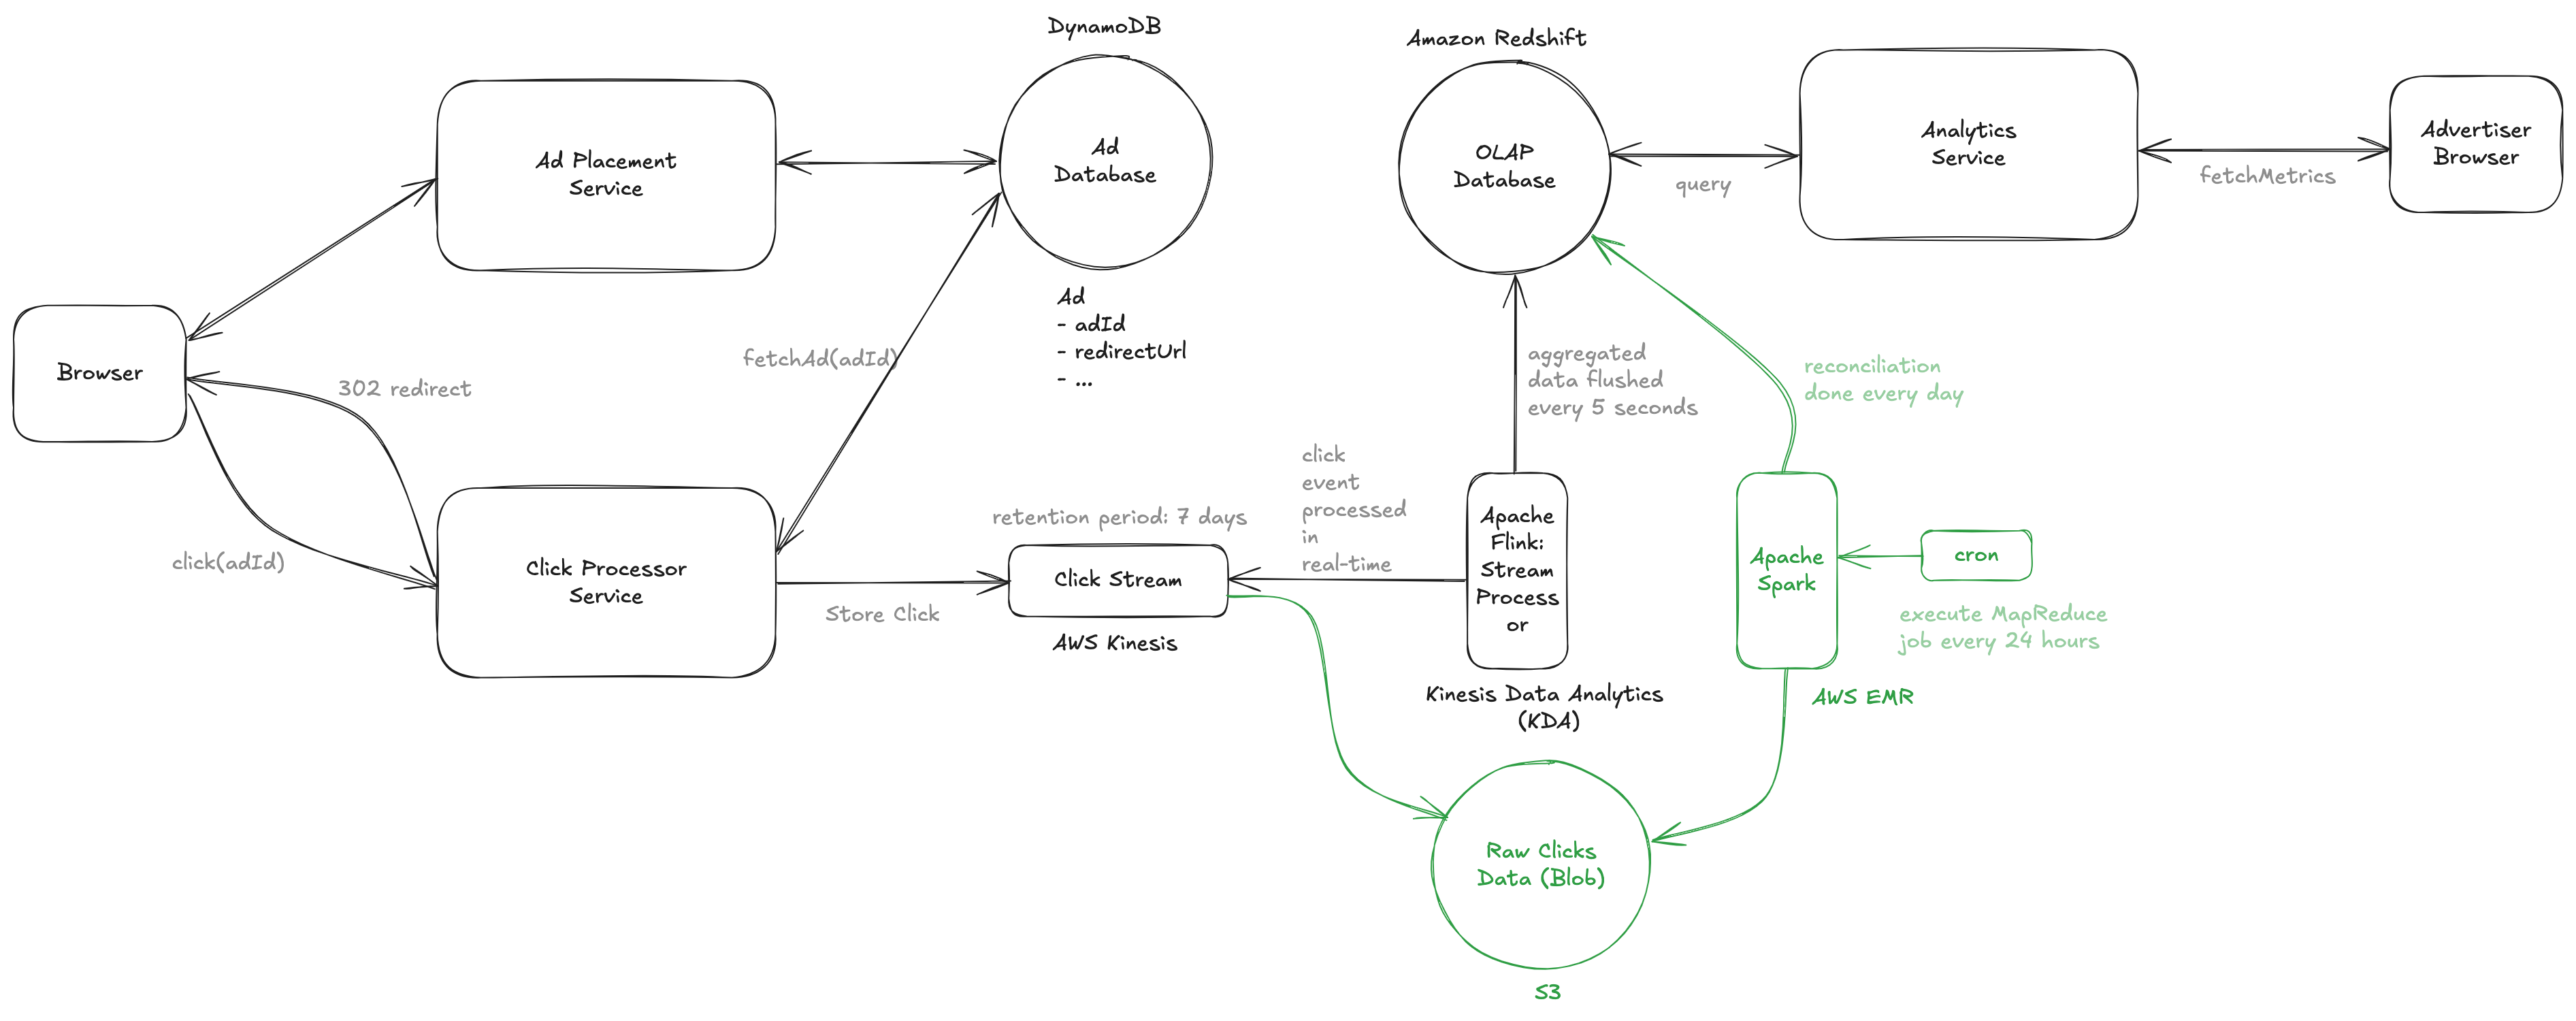 DynamoDB
Amazon Redshift
Ad Placement
Service
Ad
Database
OLAP
Database
Analytics
Service
Advertiser
Browser
query
fetchMetrics
Ad
- adId
- redirectUrl
- ...
Browser
302 redirect
fetchAd(adId)
aggregated
data flushed
every 5 seconds
reconciliation
done every day
click(adId)
Click Processor
Service
Store Click
retention period: 7 days
Click Stream
AWS Kinesis
click
event
processed
in
real-time
Apache
Flink:
Stream
Process
or
Kinesis Data Analytics
(KDA)
Apache
Spark
cron
execute MapReduce
job every 24 hours
AWS EMR
Raw Clicks
Data (Blob)
S3